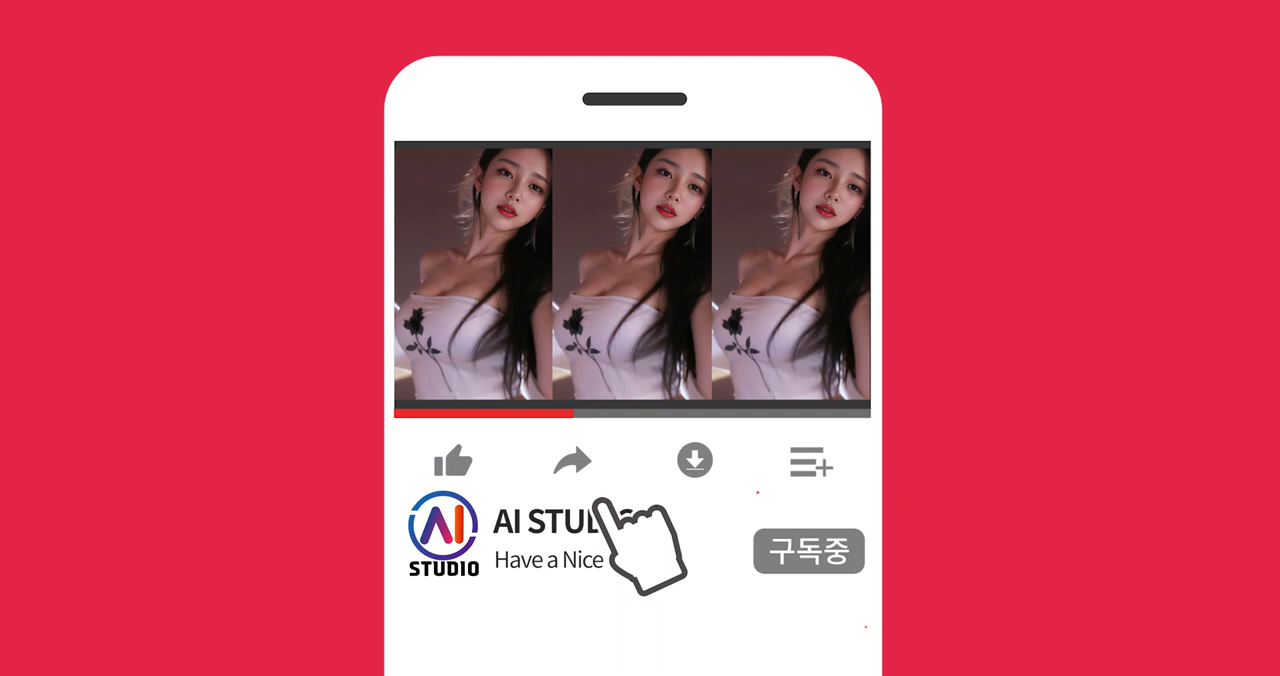 AI
STUDIO
AI STUD
Have a Nice
구독중